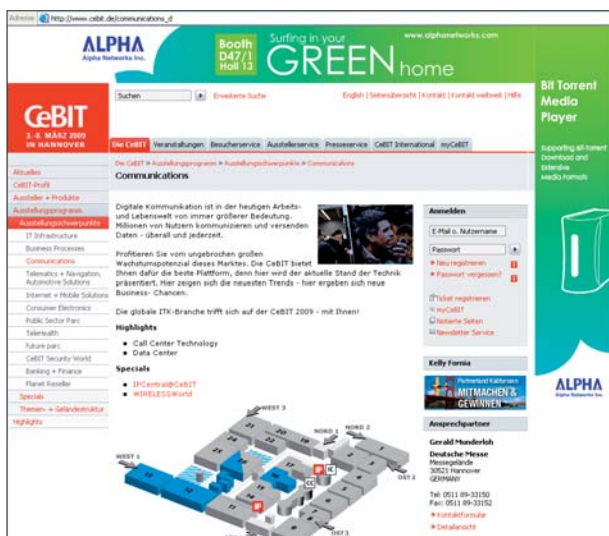 Adresse http://www.cebit.de/communications_d
ALPHA
Alpha Networks Inc.
Booth
D47/1
Hall 13
Surfing in your
GREEN home
www.alphanetworks.com
Bit Torrent
Media
Player
Supporting Bit-torrent
Download and
Extensive
Media Formats
ALPHA
Alpha Networks Inc.
Suchen
Erweiterte Suche
English | Seitenübersicht | Kontakt | Kontakt weltweit | Hilfe
CeBIT
3.-8. MÄRZ 2009
IN HANNOVER
Die CeBIT Veranstaltungen Besucherservice Ausstellerservice Presseservice CeBIT International myCeBIT
Die CeBIT » Ausstellungsprogramm » Ausstellungsschwerpunkte » Communications
Communications
Aktuelles
CeBIT-Profil
Aussteller + Produkte
Ausstellungsprogramm
Ausstellungsschwerpunkte
IT Infrastructure
Business Processes
Communications
Telematics + Navigation,
Automotive Solutions
Internet + Mobile Solutions
Consumer Electronics
Public Sector Parc
TeleHealth
future parc
CeBIT Security World
Banking + Finance
Planet Reseller
Specials
Themen- + Geländestruktur
Highlights
Digitale Kommunikation ist in der heutigen Arbeits-
und Lebenswelt von immer größerer Bedeutung.
Millionen von Nutzern kommunizieren und versenden
Daten - überall und jederzeit.
Profitieren Sie vom ungebrochen großen
Wachstumspotenzial dieses Marktes. Die CeBIT bietet
Ihnen dafür die beste Plattform, denn hier wird der aktuelle Stand der Technik
präsentiert. Hier zeigen sich die neuesten Trends - hier ergeben sich neue
Business- Chancen.
Die globale ITK-Branche trifft sich auf der CeBIT 2009 - mit Ihnen!
Highlights
Call Center Technology
Data Center
Specials
IPCentral@CeBIT
WIRELESSWorld
WEST 3
NORD 1
NORD 2
WEST 1
OST 2
OST 3
IP
IC
CC
IP
Anmelden
E-Mail o. Nutzername
Passwort
Neu registrieren
Passwort vergessen?
Ticket registrieren
myCeBIT
Notierte Seiten
Newsletter Service
Kelly Fornia
Partnerland Kalifornien
MITMACHEN &
GEWINNEN
Ansprechpartner
Gerald Munderloh
Deutsche Messe
Messegelände
30521 Hannover
GERMANY
Tel: 0511 89-33150
Fax: 0511 89-33152
Kontaktformular
Detailansicht